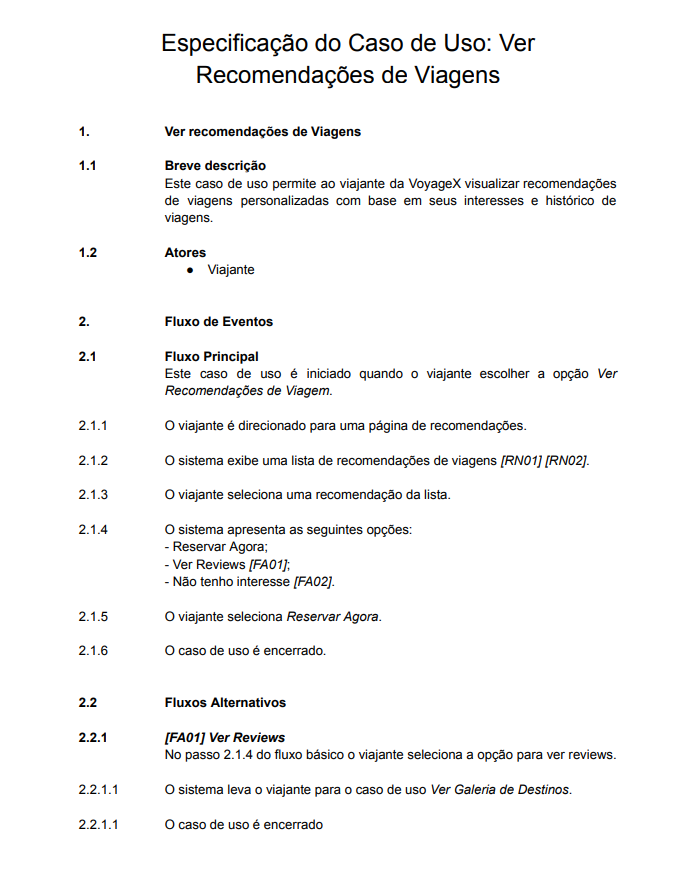 Especificação do Caso de Uso: Ver
Recomendações de Viagens
1. Ver recomendações de Viagens
1.1 Breve descrição
Este caso de uso permite ao viajante da VoyageX visualizar recomendações
de viagens personalizadas com base em seus interesses e histórico de
viagens.
1.2 Atores
● Viajante
2. Fluxo de Eventos
2.1 Fluxo Principal
Este caso de uso é iniciado quando o viajante escolher a opção Ver
Recomendações de Viagem.
2.1.1 O viajante é direcionado para uma página de recomendações.
2.1.2 O sistema exibe uma lista de recomendações de viagens [RN01] [RN02].
2.1.3 O viajante seleciona uma recomendação da lista.
2.1.4 O sistema apresenta as seguintes opções:
- Reservar Agora;
- Ver Reviews [FA01];
- Não tenho interesse [FA02].
2.1.5 O viajante seleciona Reservar Agora.
2.1.6 O caso de uso é encerrado.
2.2 Fluxos Alternativos
2.2.1 [FA01] Ver Reviews
No passo 2.1.4 do fluxo básico o viajante seleciona a opção para ver reviews.
2.2.1.1 O sistema leva o viajante para o caso de uso Ver Galeria de Destinos.
2.2.1.1 O caso de uso é encerrado